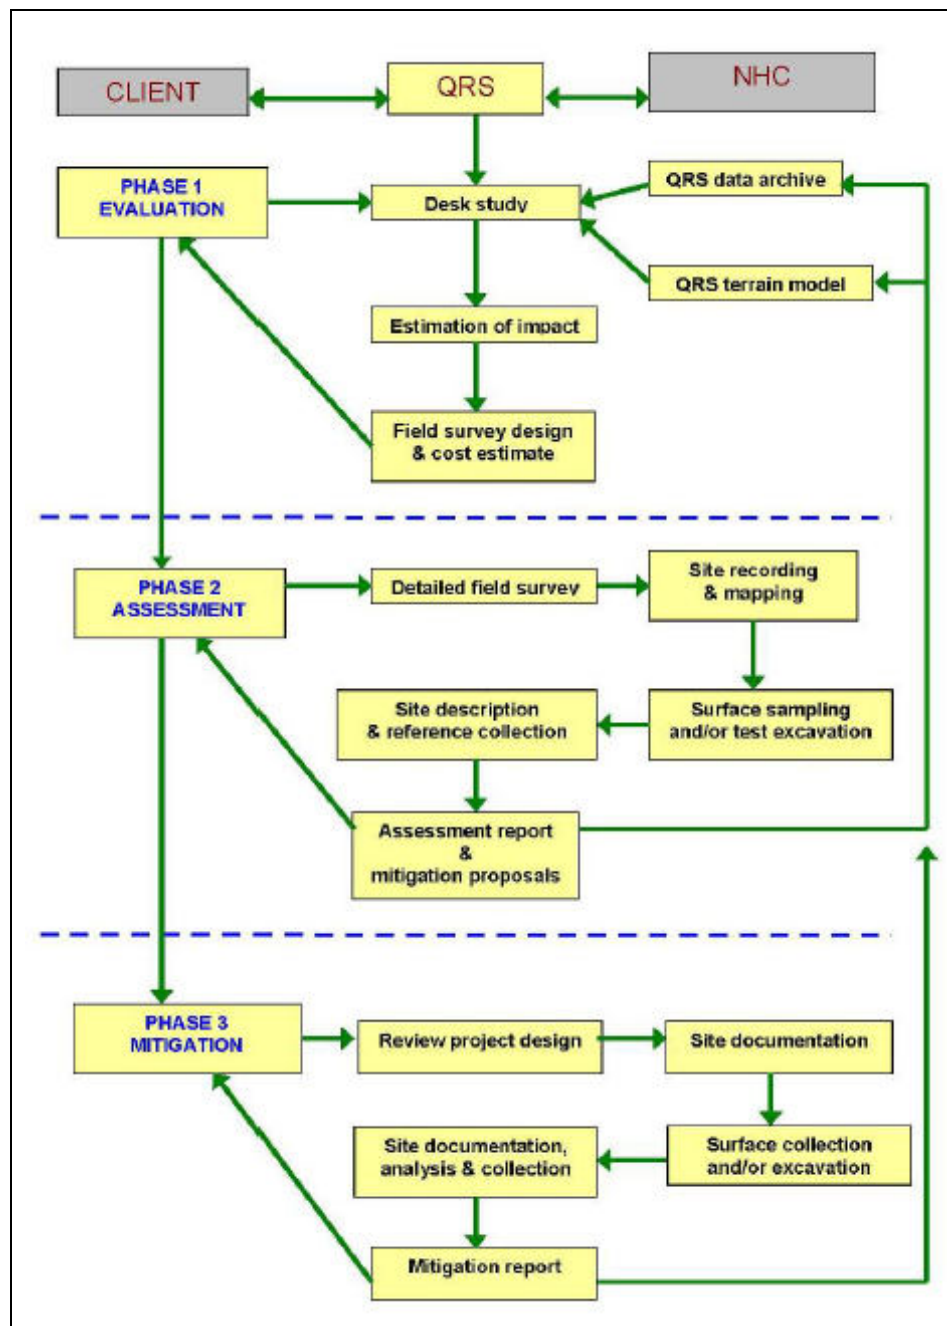 CLIENT
QRS
NHC
PHASE 1
EVALUATION
Desk study
QRS data archive
QRS terrain model
Estimation of impact
Field survey design
& cost estimate
PHASE 2
ASSESSMENT
Detailed field survey
Site recording
& mapping
Site description
& reference collection
Surface sampling
and/or test excavation
Assessment report
&
mitigation proposals
PHASE 3
MITIGATION
Review project design
Site documentation
Site documentation,
analysis & collection
Surface collection
and/or excavation
Mitigation report